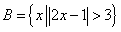 B = {x||2x−1|>3}